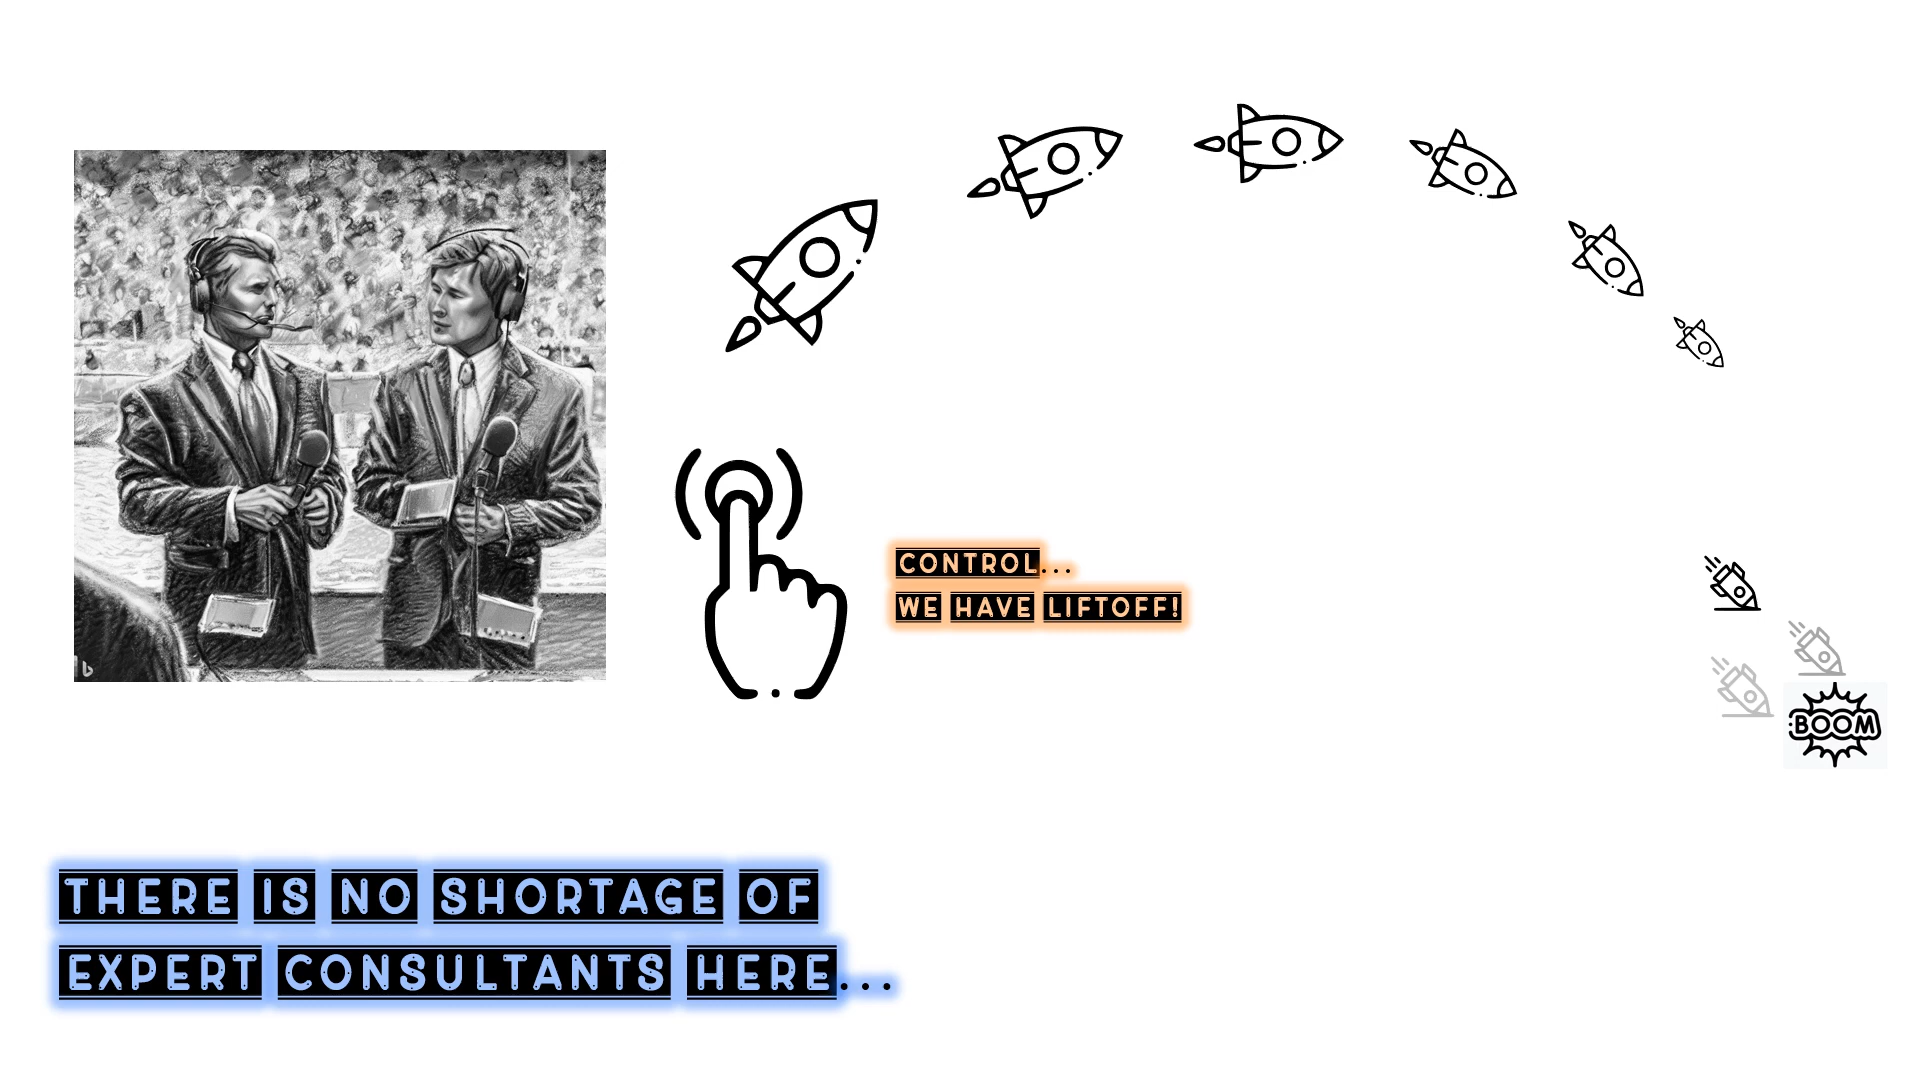 CONTROL...
WE HAVE LIFTOFF!
BOOM
THERE IS NO SHORTAGE OF
EXPERT CONSULTANTS HERE...